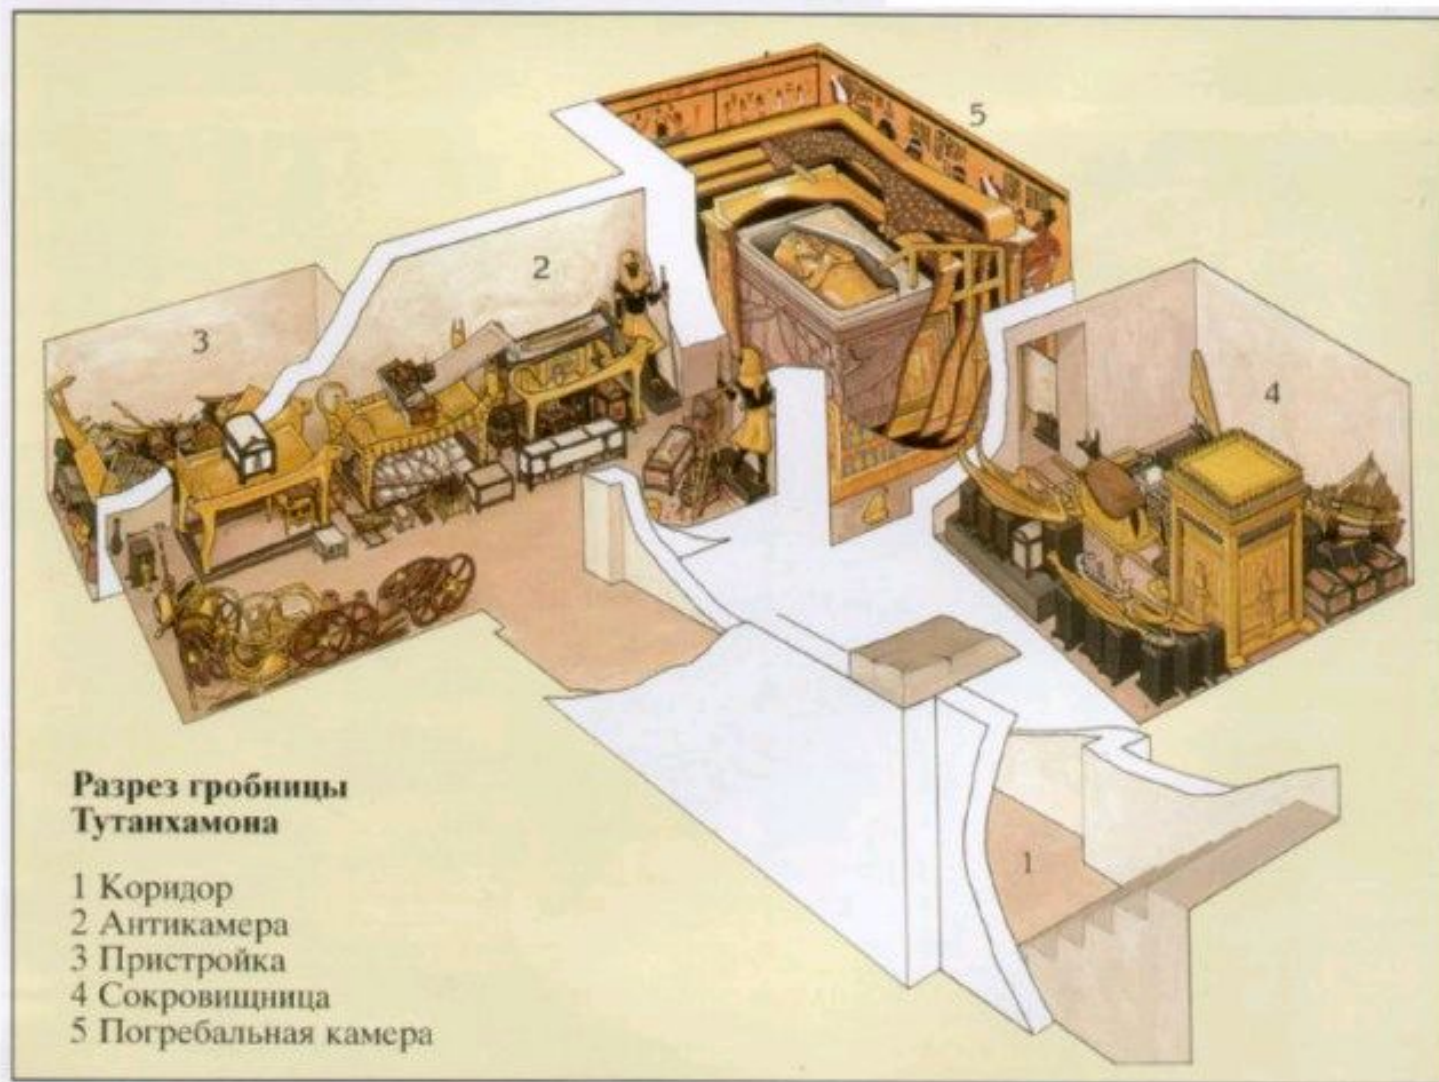 5
2
3
4
1
Разрез гробницы
Тутанхамона
1 Коридор
2 Антикамера
3 Пристройка
4 Сокровищница
5 Погребальная камера